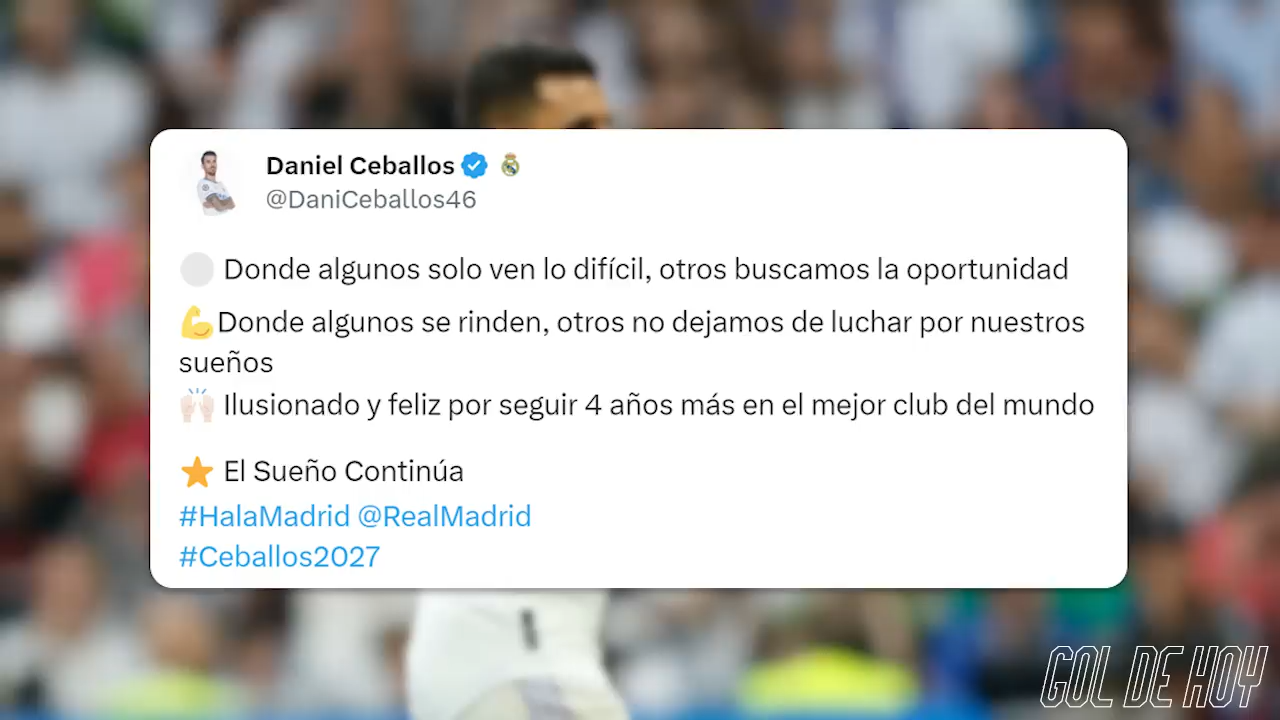 Daniel Ceballos
@DaniCeballos46
Donde algunos solo ven lo difícil, otros buscamos la oportunidad
💪Donde algunos se rinden, otros no dejamos de luchar por nuestros
sueños
🙌🏻 Ilusionado y feliz por seguir 4 años más en el mejor club del mundo
⭐ El Sueño Continúa
#HalaMadrid @RealMadrid
#Ceballos2027
GOL DE HOY